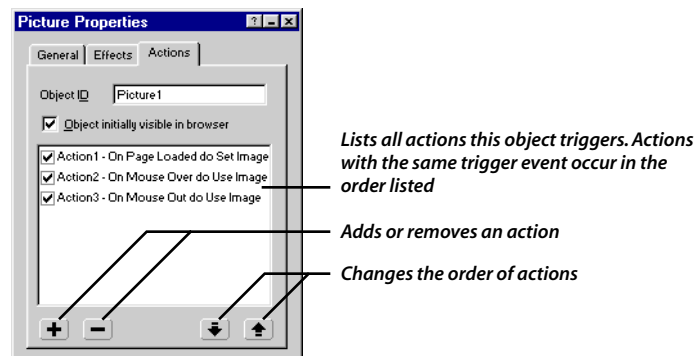 Picture Properties
General Effects Actions
Object ID Picture1
Object initially visible in browser
Action1 - On Page Loaded do Set Image
Action2 - On Mouse Over do Use Image
Action3 - On Mouse Out do Use Image
Lists all actions this object triggers. Actions
with the same trigger event occur in the
order listed
Adds or removes an action
Changes the order of actions